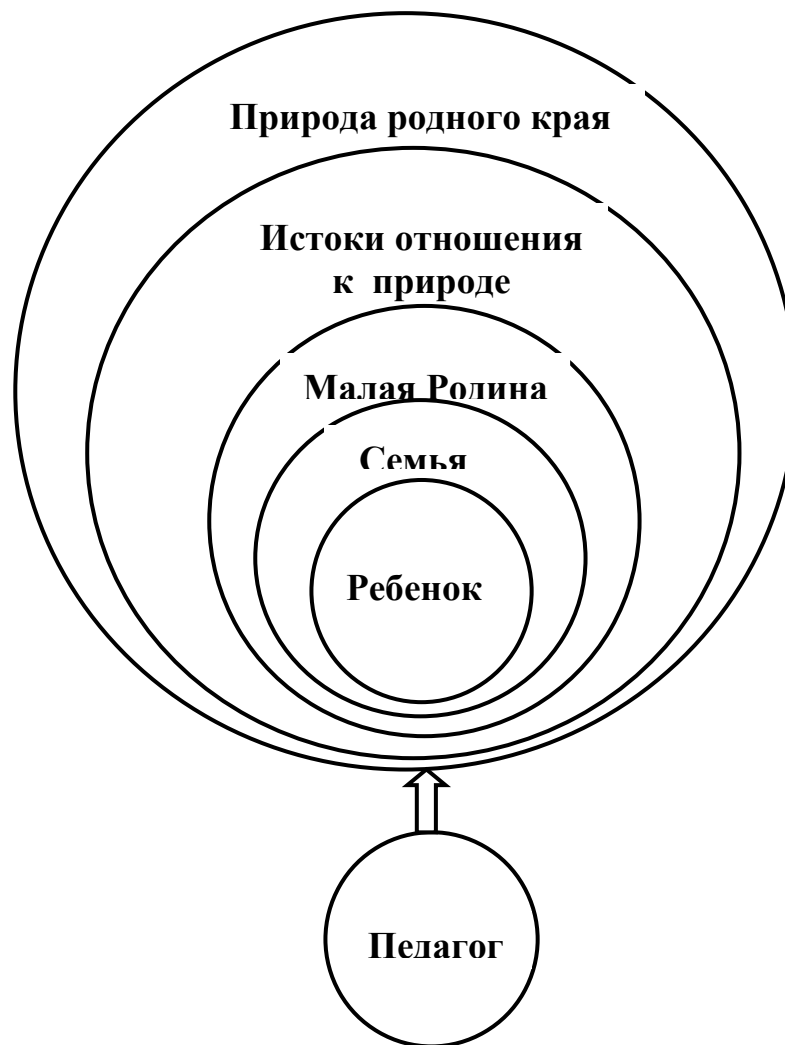 Природа родного края
Истоки отношения
к природе
Малая Родина
Семья
Ребенок
Педагог